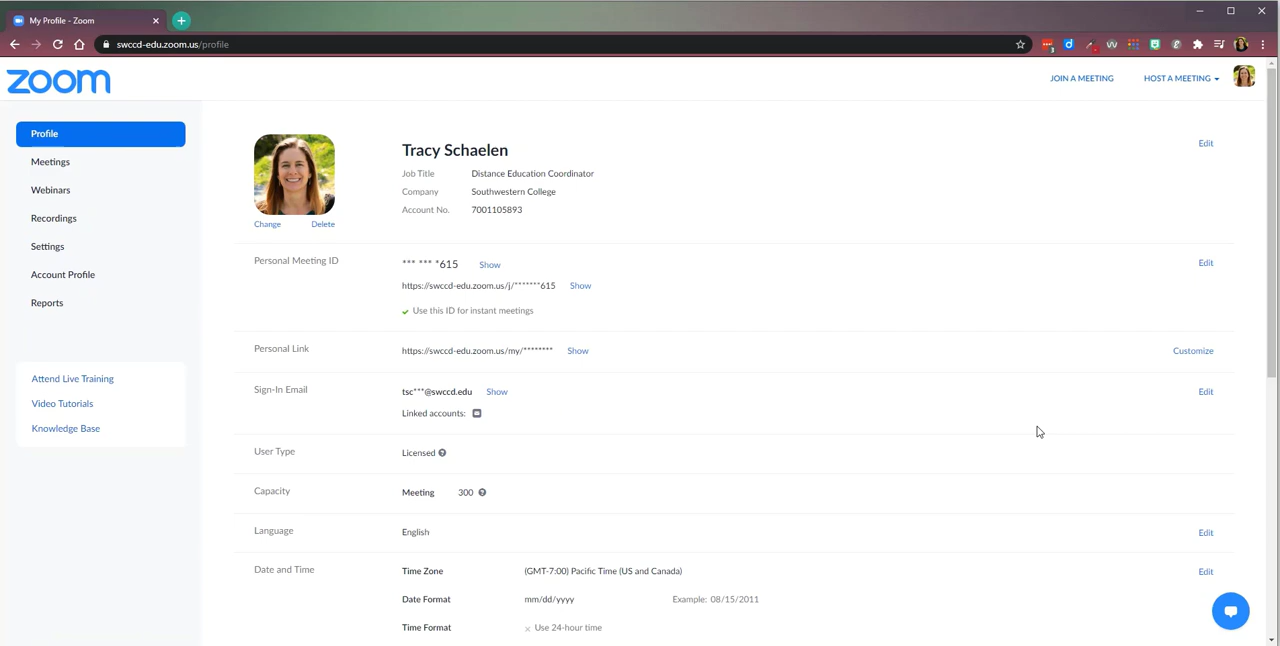 My Profile - Zoom
swccd-edu.zoom.us/profile
zoom
JOIN A MEETING
HOST A MEETING
Profile
Meetings
Webinars
Recordings
Settings
Account Profile
Reports
Attend Live Training
Video Tutorials
Knowledge Base
Change
Delete
Tracy Schaelen
Edit
Job Title Distance Education Coordinator
Company Southwestern College
Account No. 7001105893
Personal Meeting ID
*** *** *615 Show
Edit
https://swccd-edu.zoom.us/j/*******615 Show
Use this ID for instant meetings
Personal Link
https://swccd-edu.zoom.us/my/******** Show
Customize
Sign-In Email
tsc***@swccd.edu Show
Edit
Linked accounts:
User Type
Licensed
Capacity
Meeting 300
Language
English
Edit
Date and Time
Time Zone (GMT-7:00) Pacific Time (US and Canada)
Edit
Date Format mm/dd/yyyy Example: 08/15/2011
Time Format Use 24-hour time